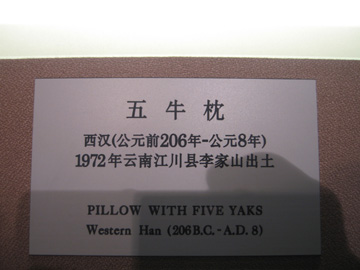 五牛枕
西汉(公元前206年-公元8年)
1972年云南江川县李家山出土
PILLOW WITH FIVE YAKS
Western Han (206B.C.-A.D. 8)